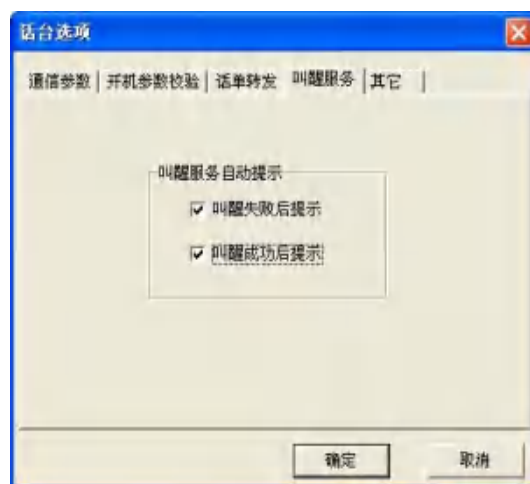 话台选项
通信参数 开机参数校验 话单转发 叫醒服务 其它
叫醒服务自动提示
叫醒失败后提示
叫醒成功后提示
确定 取消